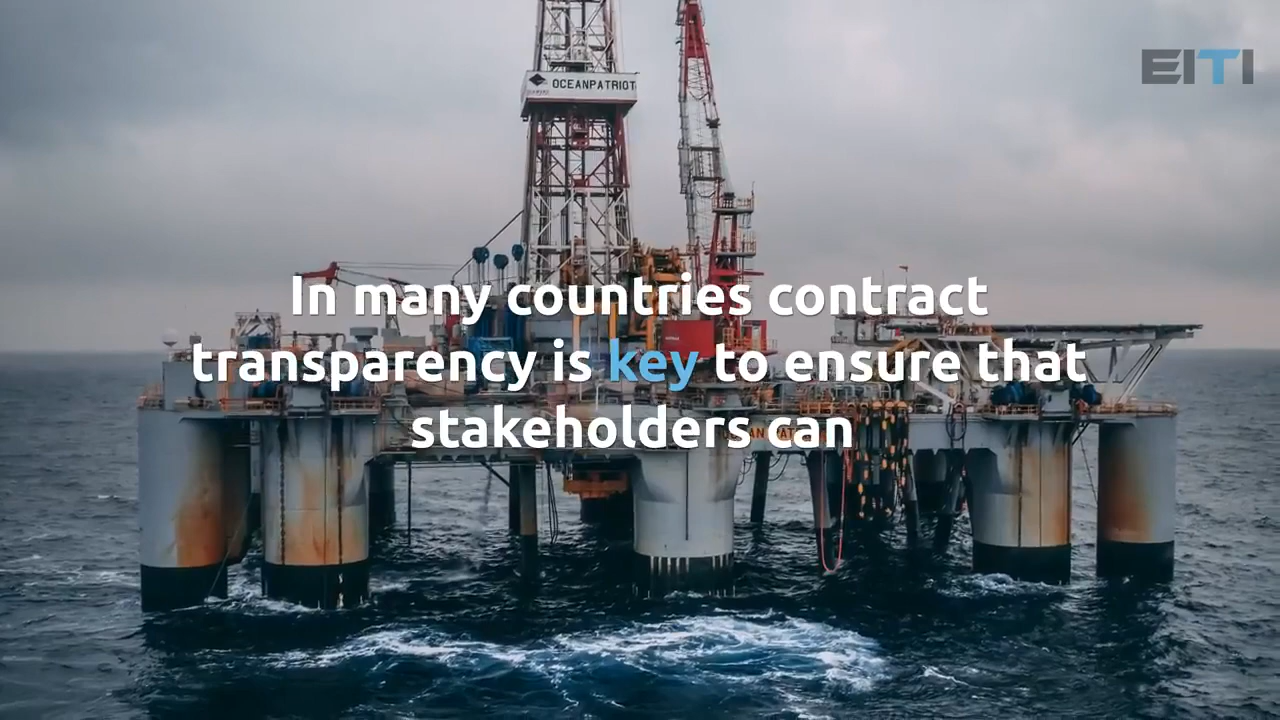 EITI
OCEANPATRIOT
In many countries contract
transparency is key to ensure that
stakeholders can